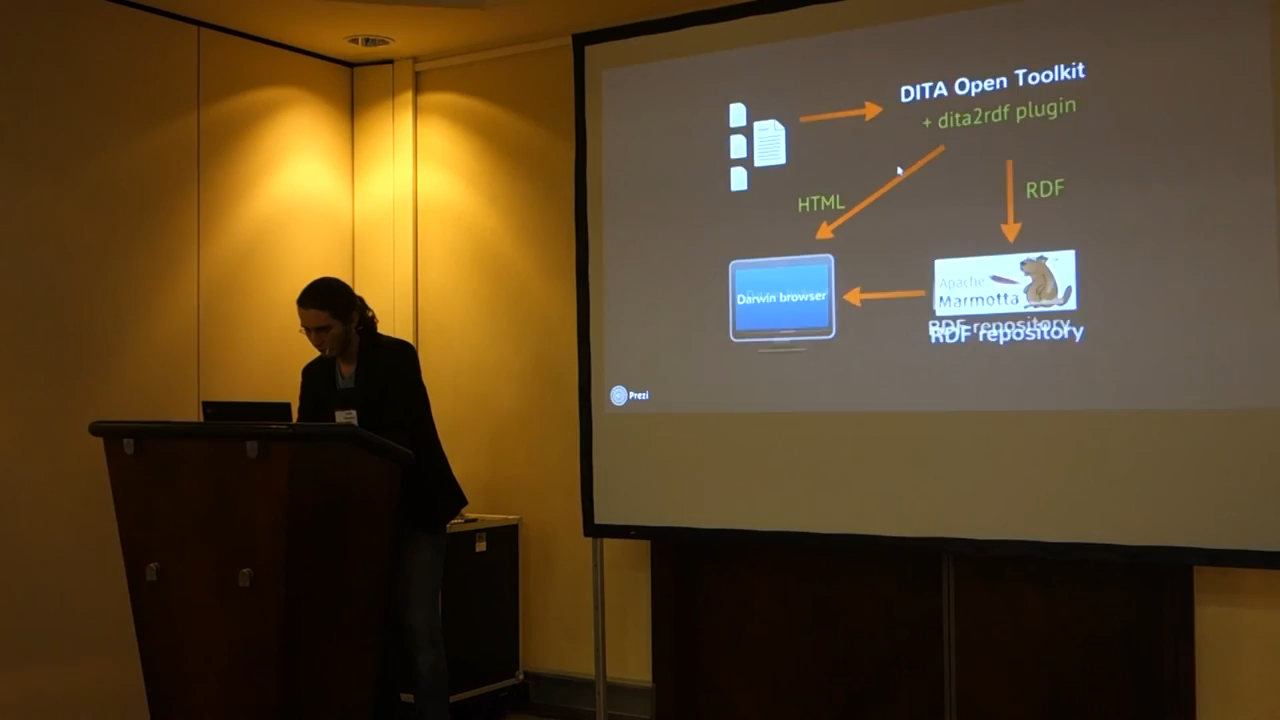 DITA Open Toolkit
+ dita2rdf plugin
HTML
RDF
Darwin browser
Apache
Marmotta
RDF repository
RDF repository
Prezi